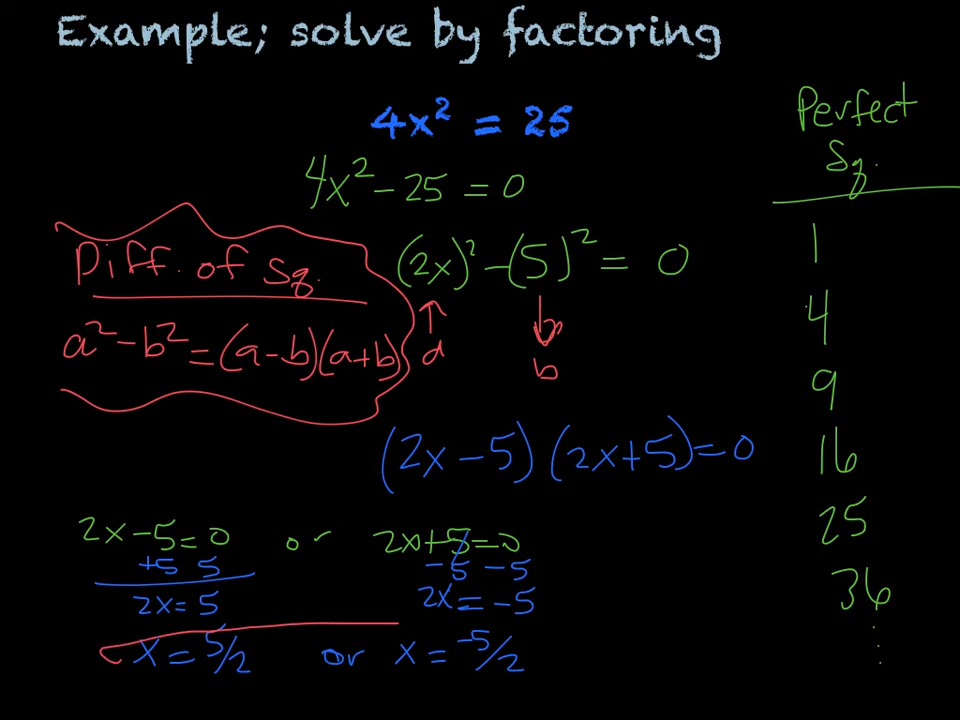 Example; solve by factoring
4x² = 25
4x² - 25 = 0
(2x)² - (5)² = 0
a
b
Diff. of Sq.
a² - b² = (a - b)(a + b)
(2x - 5)(2x + 5) = 0
2x - 5 = 0 or 2x + 5 = 0
+5 5 -5 -5
2x = 5 2x = -5
x = 5/2 or x = -5/2
Perfect
Sq.
1
4
9
16
25
36
⋮